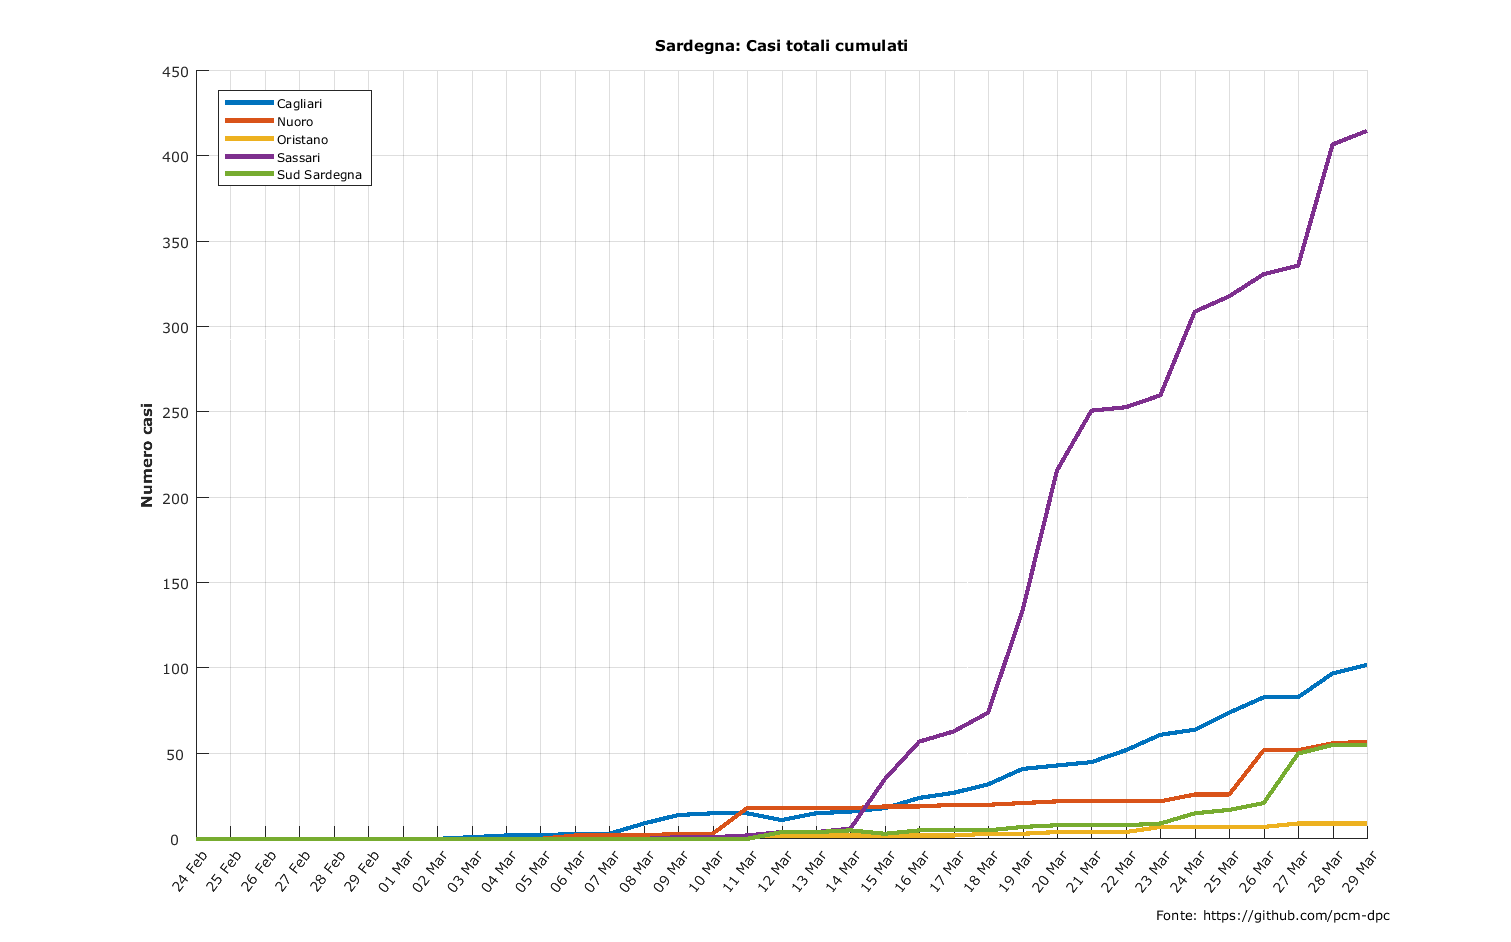 Sardegna: Casi totali cumulati
Numero casi
450
400
350
300
250
200
150
100
50
0
Cagliari
Nuoro
Oristano
Sassari
Sud Sardegna
24 Feb
25 Feb
26 Feb
27 Feb
28 Feb
29 Feb
01 Mar
02 Mar
03 Mar
04 Mar
05 Mar
06 Mar
07 Mar
08 Mar
09 Mar
10 Mar
11 Mar
12 Mar
13 Mar
14 Mar
15 Mar
16 Mar
17 Mar
18 Mar
19 Mar
20 Mar
21 Mar
22 Mar
23 Mar
24 Mar
25 Mar
26 Mar
27 Mar
28 Mar
29 Mar
Fonte: https://github.com/pcm-dpc